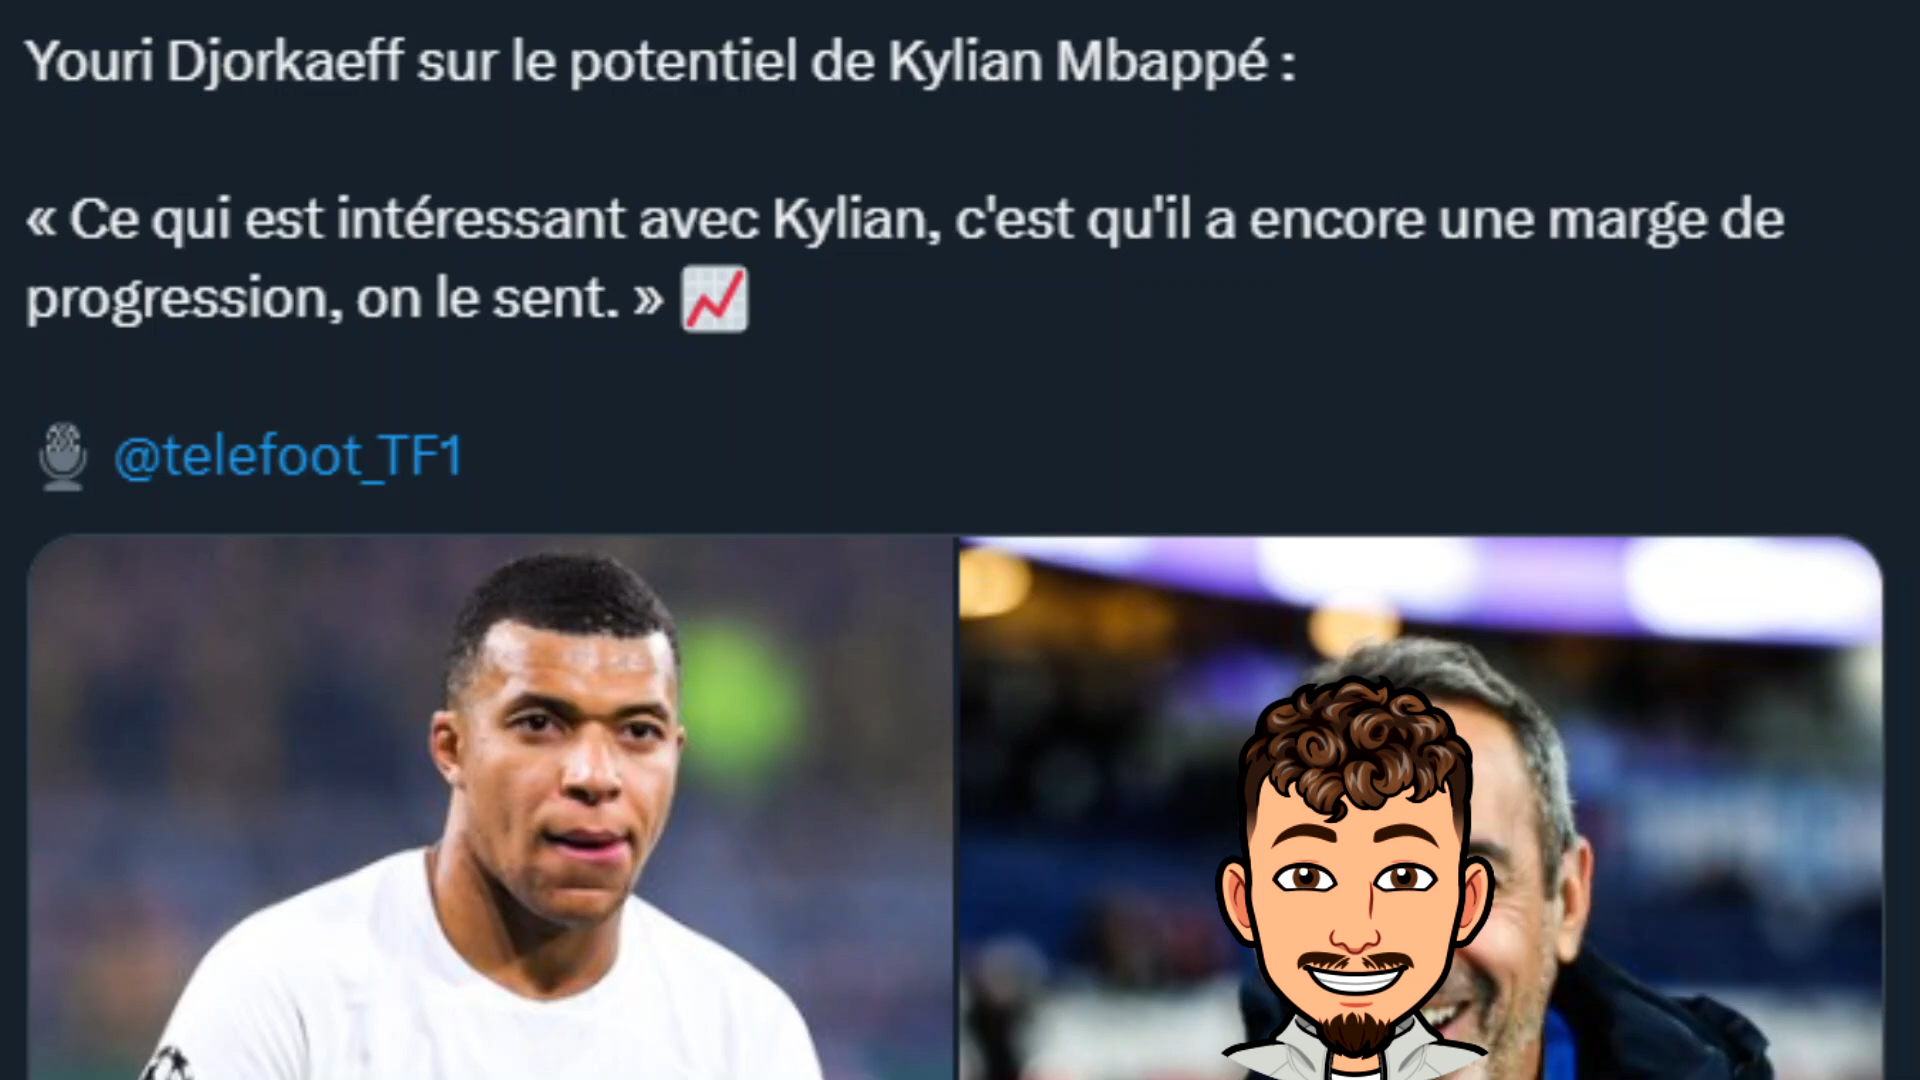 Youri Djorkaeff sur le potentiel de Kylian Mbappé :
« Ce qui est intéressant avec Kylian, c'est qu'il a encore une marge de
progression, on le sent. » 📈
🎙 @telefoot_TF1